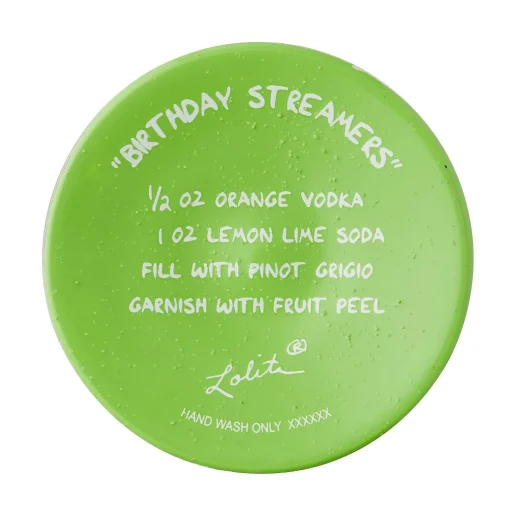 "BIRTHDAY STREAMERS"
1/2 OZ ORANGE VODKA
1 OZ LEMON LIME SODA
FILL WITH PINOT GRIGIO
GARNISH WITH FRUIT PEEL
Lolita ®
HAND WASH ONLY XXXXXX